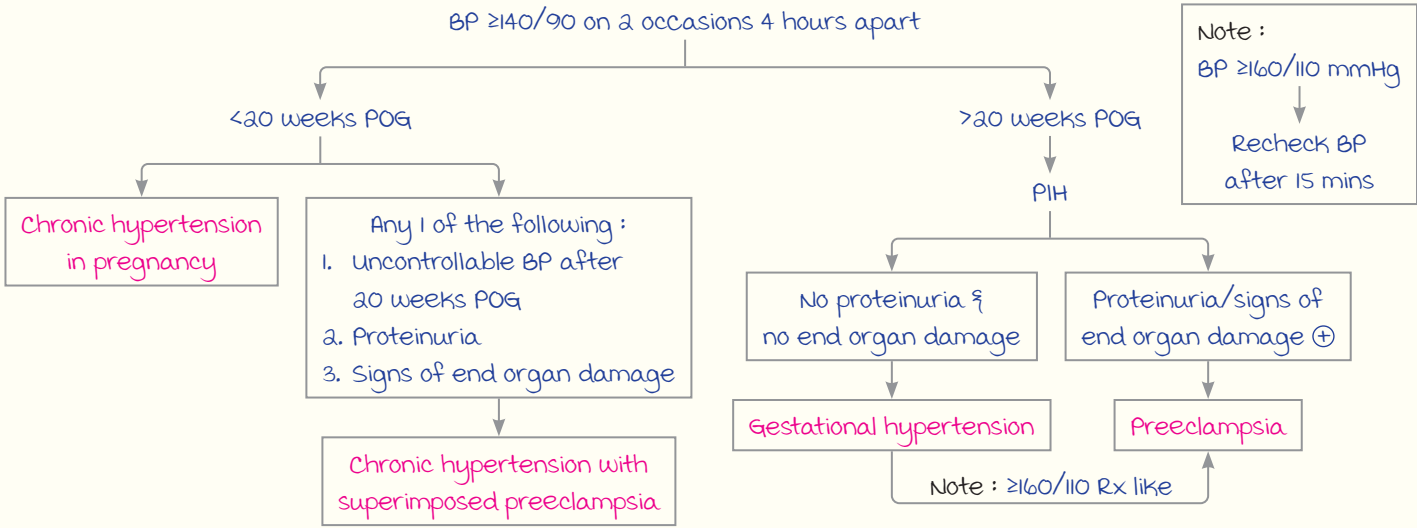 BP ≥140/90 on 2 occasions 4 hours apart
Note :
BP ≥160/110 mmHg
Recheck BP
after 15 mins
<20 weeks POG
>20 weeks POG
PIH
Chronic hypertension
in pregnancy
Any 1 of the following :
1. Uncontrollable BP after
20 weeks POG
2. Proteinuria
3. Signs of end organ damage
No proteinuria &
no end organ damage
Proteinuria/signs of
end organ damage ⊕
Gestational hypertension
Preeclampsia
Chronic hypertension with
superimposed preeclampsia
Note : ≥160/110 Rx like